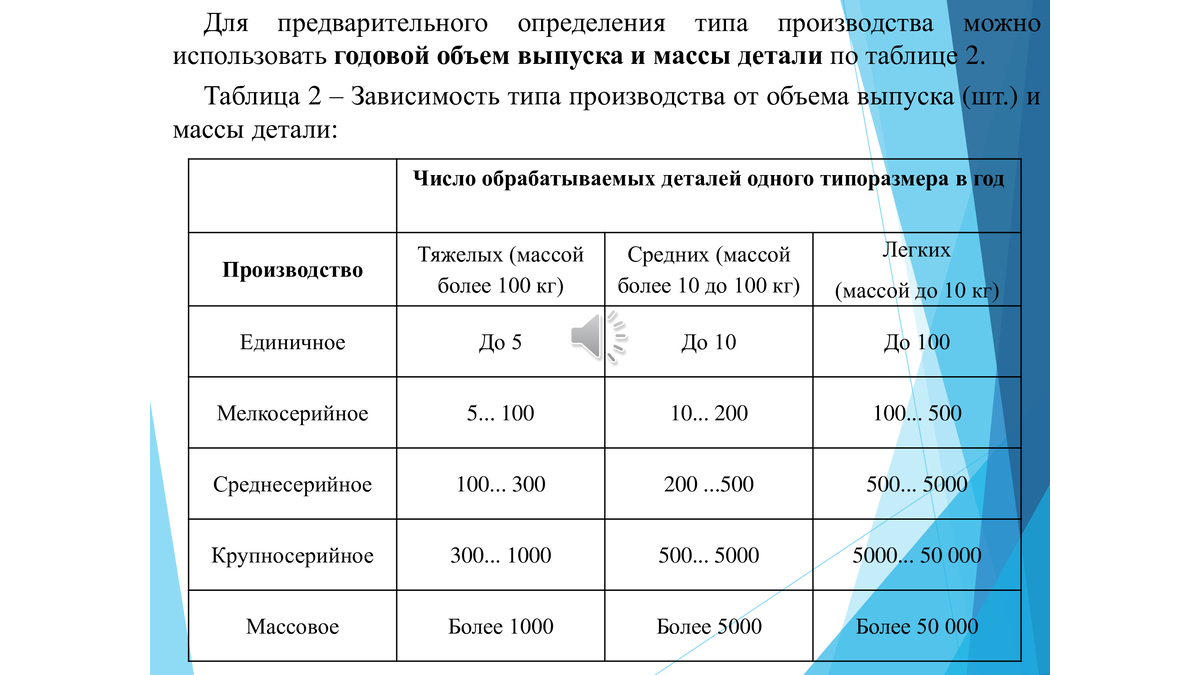 Для предварительного определения типа производства можно
использовать годовой объем выпуска и массы детали по таблице 2.
Таблица 2 – Зависимость типа производства от объема выпуска (шт.) и
массы детали:
Число обрабатываемых деталей одного типоразмера в год
Производство
Тяжелых (массой
более 100 кг)
Средних (массой
более 10 до 100 кг)
Легких
(массой до 10 кг)
Единичное До 5 До 10 До 100
Мелкосерийное 5... 100 10... 200 100... 500
Среднесерийное 100... 300 200 ...500 500... 5000
Крупносерийное 300... 1000 500... 5000 5000... 50 000
Массовое Более 1000 Более 5000 Более 50 000